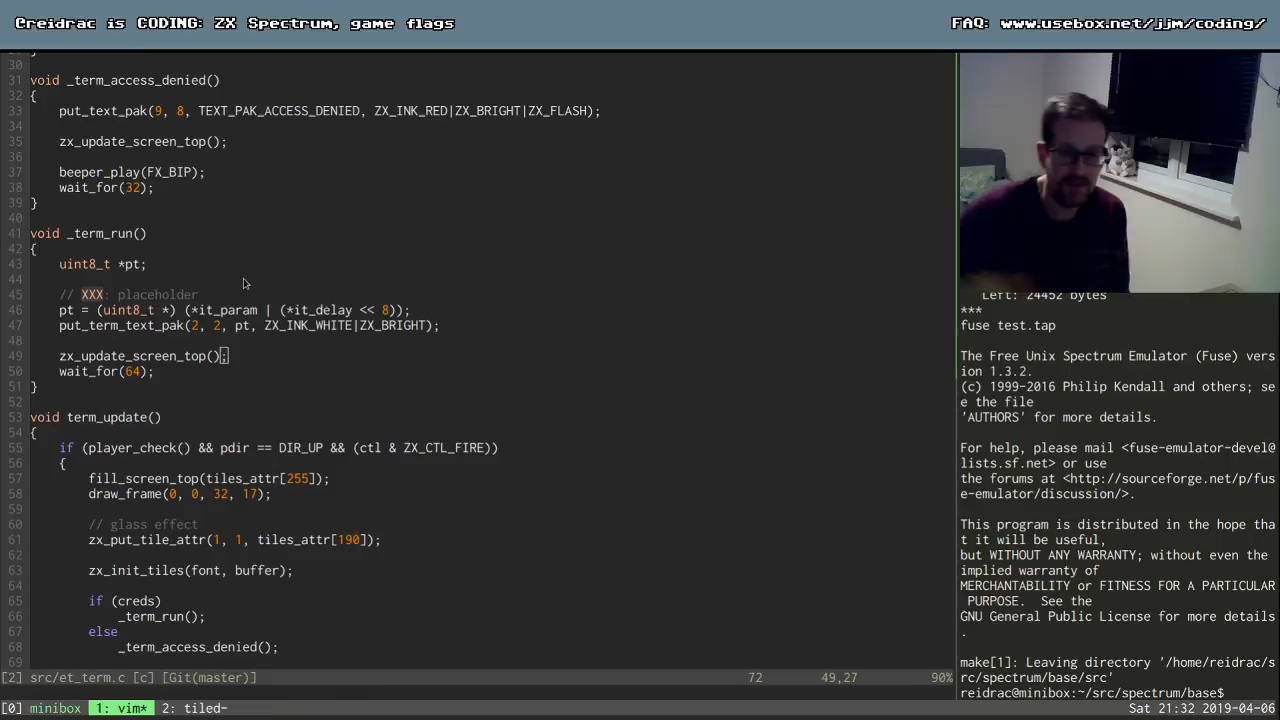 Creidrac is CODING: ZX Spectrum, game flags
FAQ: www.usebox.net/jjm/coding/
30
31 void _term_access_denied()
32 {
33     put_text_pak(9, 8, TEXT_PAK_ACCESS_DENIED, ZX_INK_RED|ZX_BRIGHT|ZX_FLASH);
34
35     zx_update_screen_top();
36
37     beeper_play(FX_BIP);
38     wait_for(32);
39 }
40
41 void _term_run()
42 {
43     uint8_t *pt;
44
45     // XXX: placeholder
46     pt = (uint8_t *) (*it_param | (*it_delay << 8));
47     put_term_text_pak(2, 2, pt, ZX_INK_WHITE|ZX_BRIGHT);
48
49     zx_update_screen_top();
50     wait_for(64);
51 }
52
53 void term_update()
54 {
55     if (player_check() && pdir == DIR_UP && (ctl & ZX_CTL_FIRE))
56     {
57         fill_screen_top(tiles_attr[255]);
58         draw_frame(0, 0, 32, 17);
59
60         // glass effect
61         zx_put_tile_attr(1, 1, tiles_attr[190]);
62
63         zx_init_tiles(font, buffer);
64
65         if (creds)
66             _term_run();
67         else
68             _term_access_denied();
69
[2] src/et_term.c [c] [Git(master)] 72 49,27 90%
Left: 24452 bytes
***
fuse test.tap
The Free Unix Spectrum Emulator (Fuse) vers
ion 1.3.2.
(c) 1999-2016 Philip Kendall and others; se
e the file
'AUTHORS' for more details.
For help, please mail <fuse-emulator-devel@
lists.sf.net> or use
the forums at <http://sourceforge.net/p/fus
e-emulator/discussion/>.
This program is distributed in the hope tha
t it will be useful,
but WITHOUT ANY WARRANTY; without even the
implied warranty of
MERCHANTABILITY or FITNESS FOR A PARTICULAR
PURPOSE.  See the
GNU General Public License for more details
.
make[1]: Leaving directory '/home/reidrac/s
rc/spectrum/base/src'
reidrac@minibox:~/src/spectrum/base$
[0] minibox 1: vim* 2: tiled- Sat 21:32 2019-04-06